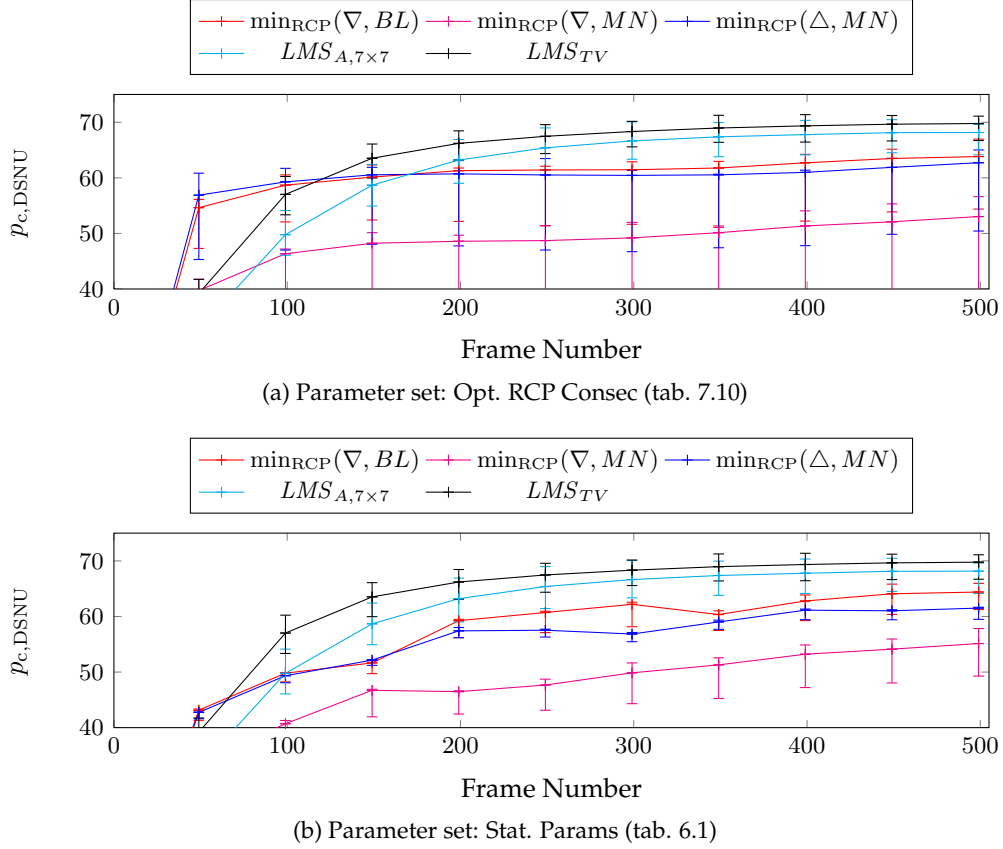 min_RCP(∇, BL) min_RCP(∇, MN) min_RCP(△, MN)
LMS_A,7×7 LMS_TV
70
60
50
40
p_c,DSNU
0 100 200 300 400 500
Frame Number
(a) Parameter set: Opt. RCP Consec (tab. 7.10)
min_RCP(∇, BL) min_RCP(∇, MN) min_RCP(△, MN)
LMS_A,7×7 LMS_TV
70
60
50
40
p_c,DSNU
0 100 200 300 400 500
Frame Number
(b) Parameter set: Stat. Params (tab. 6.1)